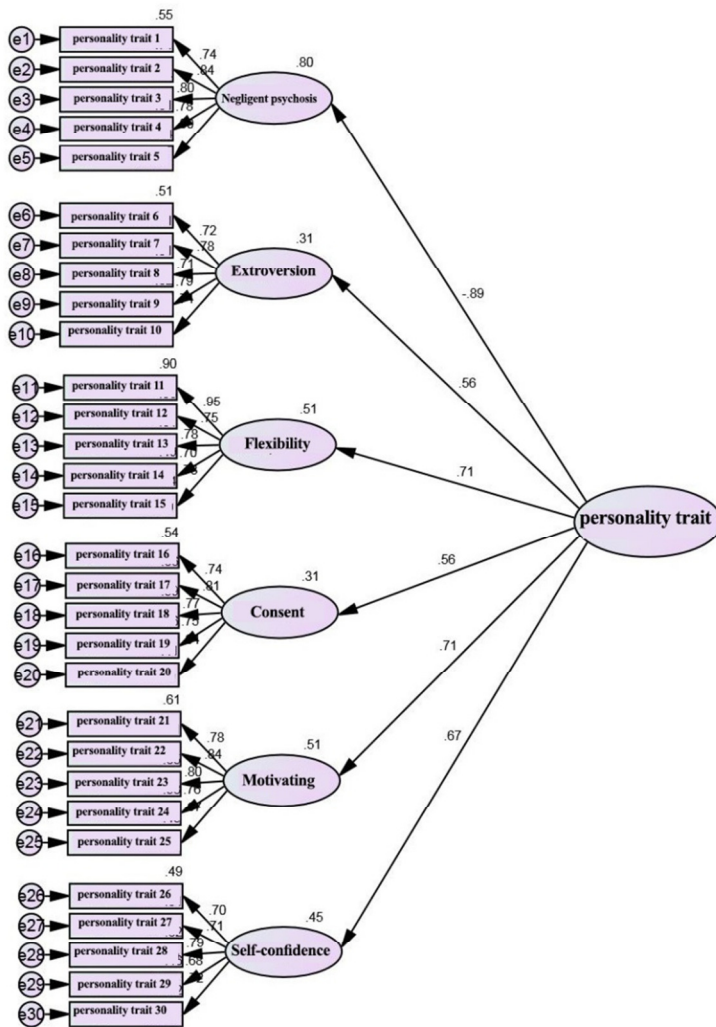 .55
e1 personality trait 1
.74
e2 personality trait 2
.84
.80
e3 personality trait 3
.80
Negligent psychosis
.78
e4 personality trait 4
e5 personality trait 5
.51
e6 personality trait 6
.72
e7 personality trait 7
.78
.31
e8 personality trait 8
.71
Extroversion
.79
e9 personality trait 9
e10 personality trait 10
-.89
.56
.90
e11 personality trait 11
.95
e12 personality trait 12
.75
.51
e13 personality trait 13
.78
Flexibility
.70
e14 personality trait 14
e15 personality trait 15
.71
personality trait
.54
e16 personality trait 16
.74
e17 personality trait 17
.81
.31
.56
e18 personality trait 18
.77
Consent
.75
e19 personality trait 19
e20 personality trait 20
.71
.61
e21 personality trait 21
.78
e22 personality trait 22
.84
.51
e23 personality trait 23
.80
Motivating
.76
e24 personality trait 24
e25 personality trait 25
.67
.49
e26 personality trait 26
.70
e27 personality trait 27
.71
.45
e28 personality trait 28
.79
Self-confidence
.68
e29 personality trait 29
.72
e30 personality trait 30